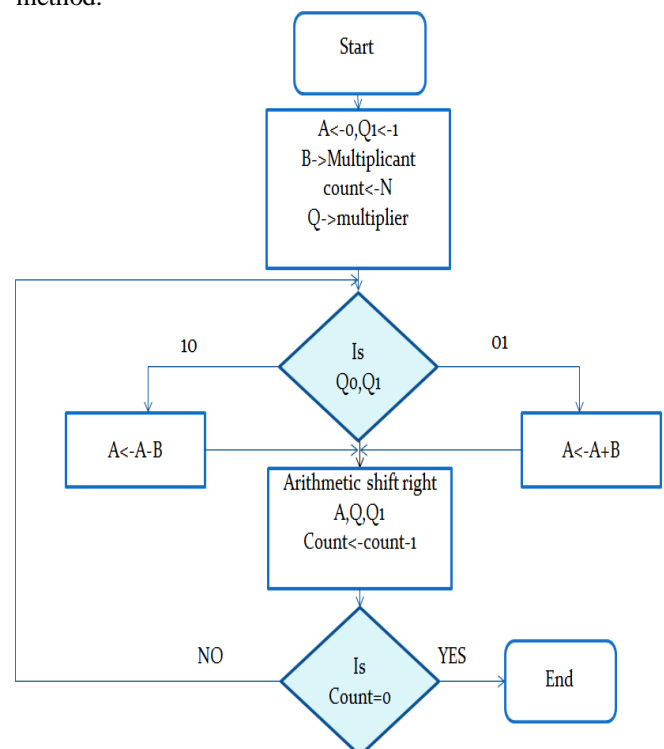 method.
Start
A<-0,Q1<-1
B->Multiplicant
count<-N
Q->multiplier
Is
Q0,Q1
10
01
A<-A-B
A<-A+B
Arithmetic shift right
A,Q,Q1
Count<-count-1
Is
Count=0
NO
YES
End